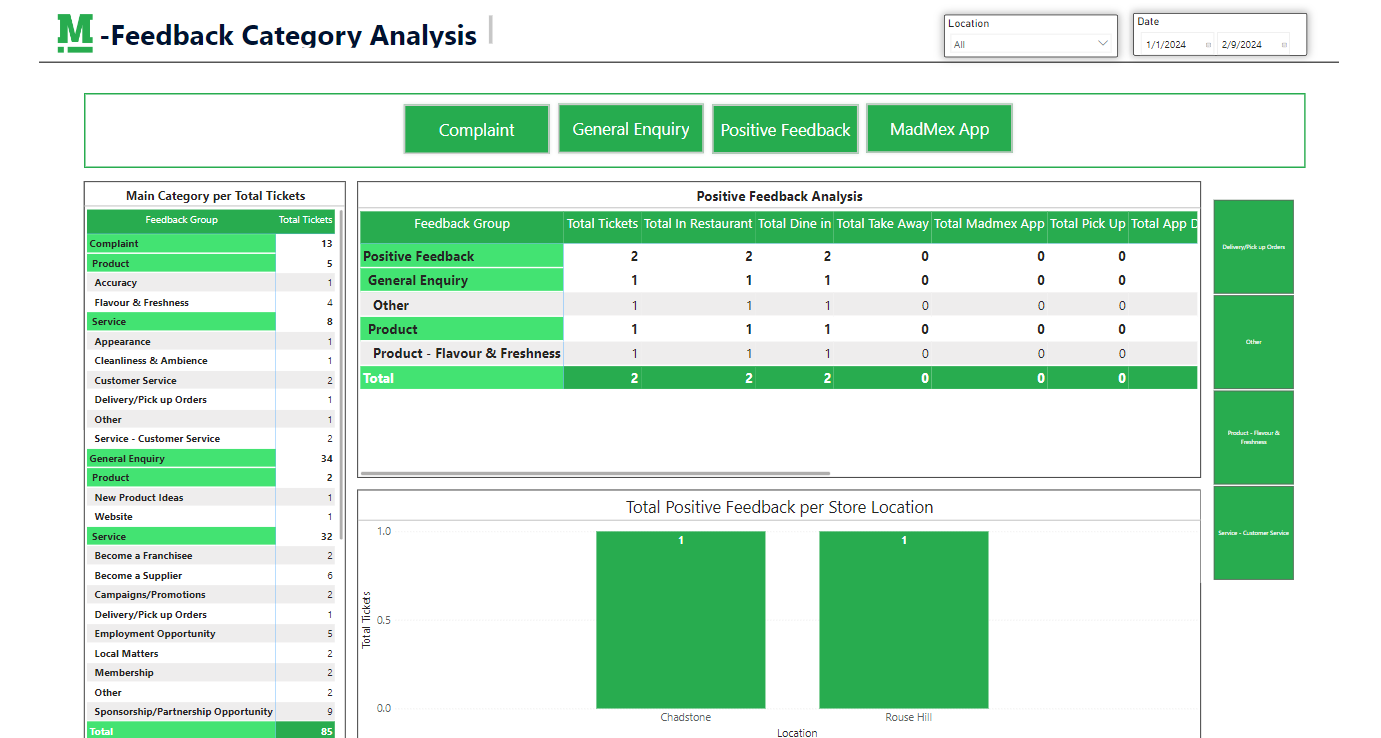 M -Feedback Category Analysis
Location
All
Date
1/1/2024 2/9/2024
Complaint
General Enquiry
Positive Feedback
MadMex App
Main Category per Total Tickets
Feedback Group Total Tickets
Complaint 13
Product 5
Accuracy 1
Flavour & Freshness 4
Service 8
Appearance 1
Cleanliness & Ambience 1
Customer Service 2
Delivery/Pick up Orders 1
Other 1
Service - Customer Service 2
General Enquiry 34
Product 2
New Product Ideas 1
Website 1
Service 32
Become a Franchisee 2
Become a Supplier 6
Campaigns/Promotions 2
Delivery/Pick up Orders 1
Employment Opportunity 5
Local Matters 2
Membership 2
Other 2
Sponsorship/Partnership Opportunity 9
Total 85
Positive Feedback Analysis
Feedback Group Total Tickets Total In Restaurant Total Dine in Total Take Away Total Madmex App Total Pick Up Total App D
Positive Feedback 2 2 2 0 0 0
General Enquiry 1 1 1 0 0 0
Other 1 1 1 0 0 0
Product 1 1 1 0 0 0
Product - Flavour & Freshness 1 1 1 0 0 0
Total 2 2 2 0 0 0
Total Positive Feedback per Store Location
Total Tickets
1.0
0.5
0.0
1 1
Chadstone Rouse Hill
Location
Delivery/Pick up Orders
Other
Product - Flavour &
Freshness
Service - Customer Service